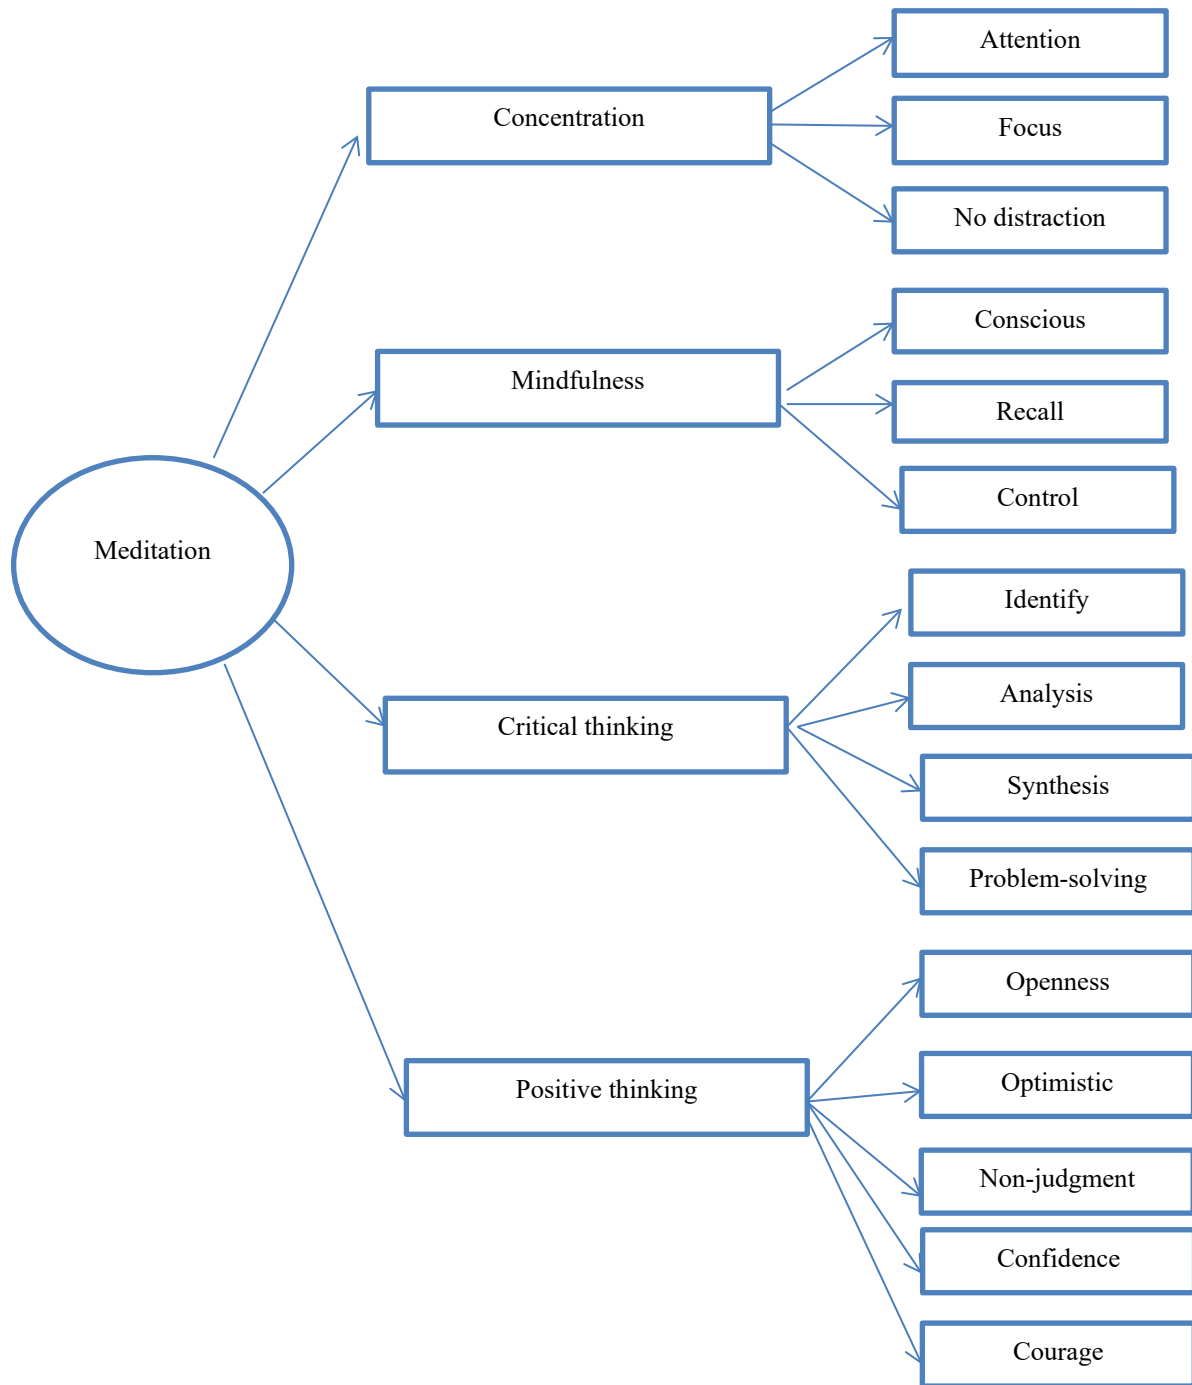 Attention
Concentration
Focus
No distraction
Conscious
Mindfulness
Recall
Control
Meditation
Identify
Analysis
Critical thinking
Synthesis
Problem-solving
Openness
Positive thinking
Optimistic
Non-judgment
Confidence
Courage